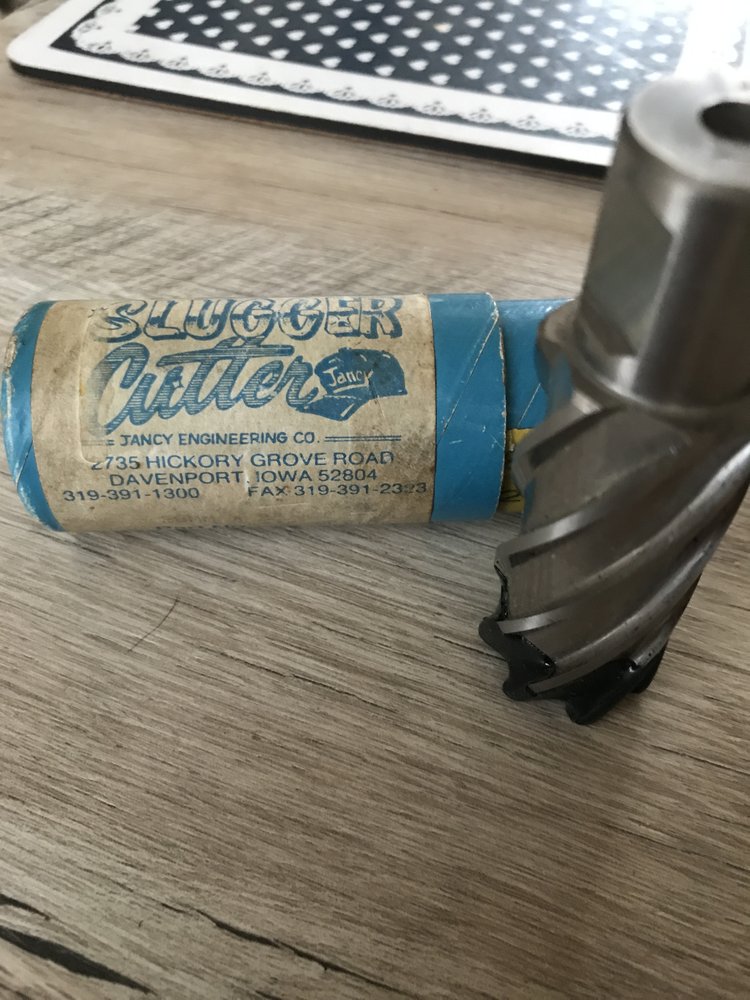 SLUGGER
Cutter Jancy
JANCY ENGINEERING CO.
2735 HICKORY GROVE ROAD
DAVENPORT, IOWA 52804
319-391-1300 FAX 319-391-2323